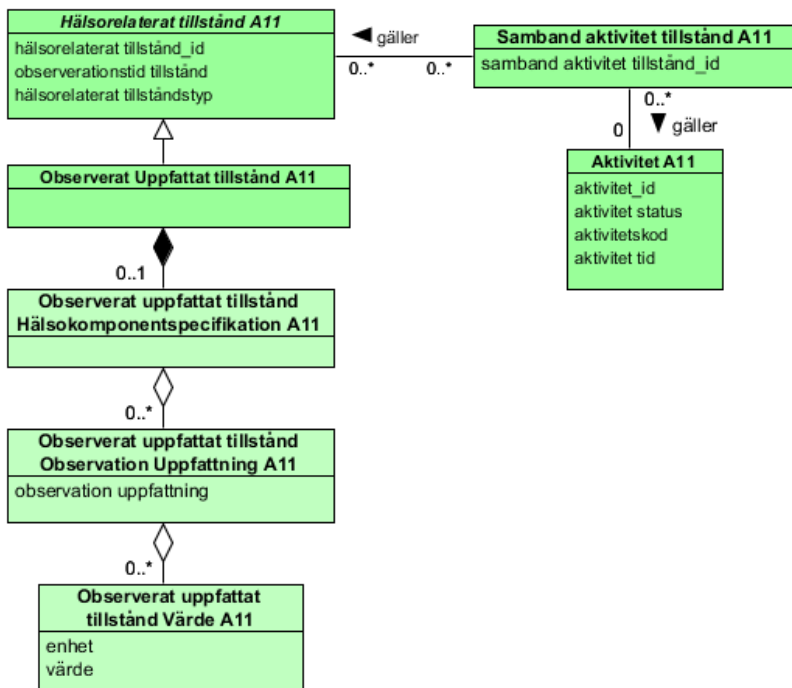 Hälsorelaterat tillstånd A11
hälsorelaterat tillstånd_id
observerationstid tillstånd
hälsorelaterat tillståndstyp
gäller
0..*
0..*
Samband aktivitet tillstånd A11
samband aktivitet tillstånd_id
0..*
0
gäller
Aktivitet A11
aktivitet_id
aktivitet status
aktivitetskod
aktivitet tid
Observerat Uppfattat tillstånd A11
0..1
Observerat uppfattat tillstånd
Hälsokomponentspecifikation A11
0..*
Observerat uppfattat tillstånd
Observation Uppfattning A11
observation uppfattning
0..*
Observerat uppfattat
tillstånd Värde A11
enhet
värde